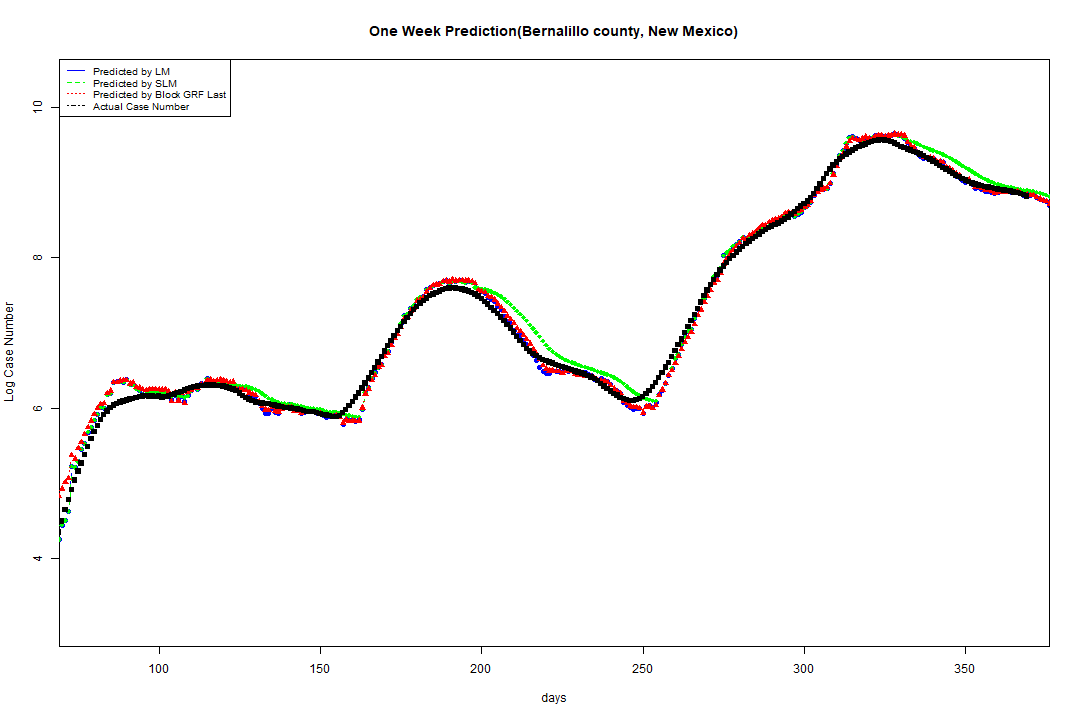 One Week Prediction(Bernalillo county, New Mexico)
Predicted by LM
Predicted by SLM
Predicted by Block GRF Last
Actual Case Number
10
8
6
4
Log Case Number
100 150 200 250 300 350
days